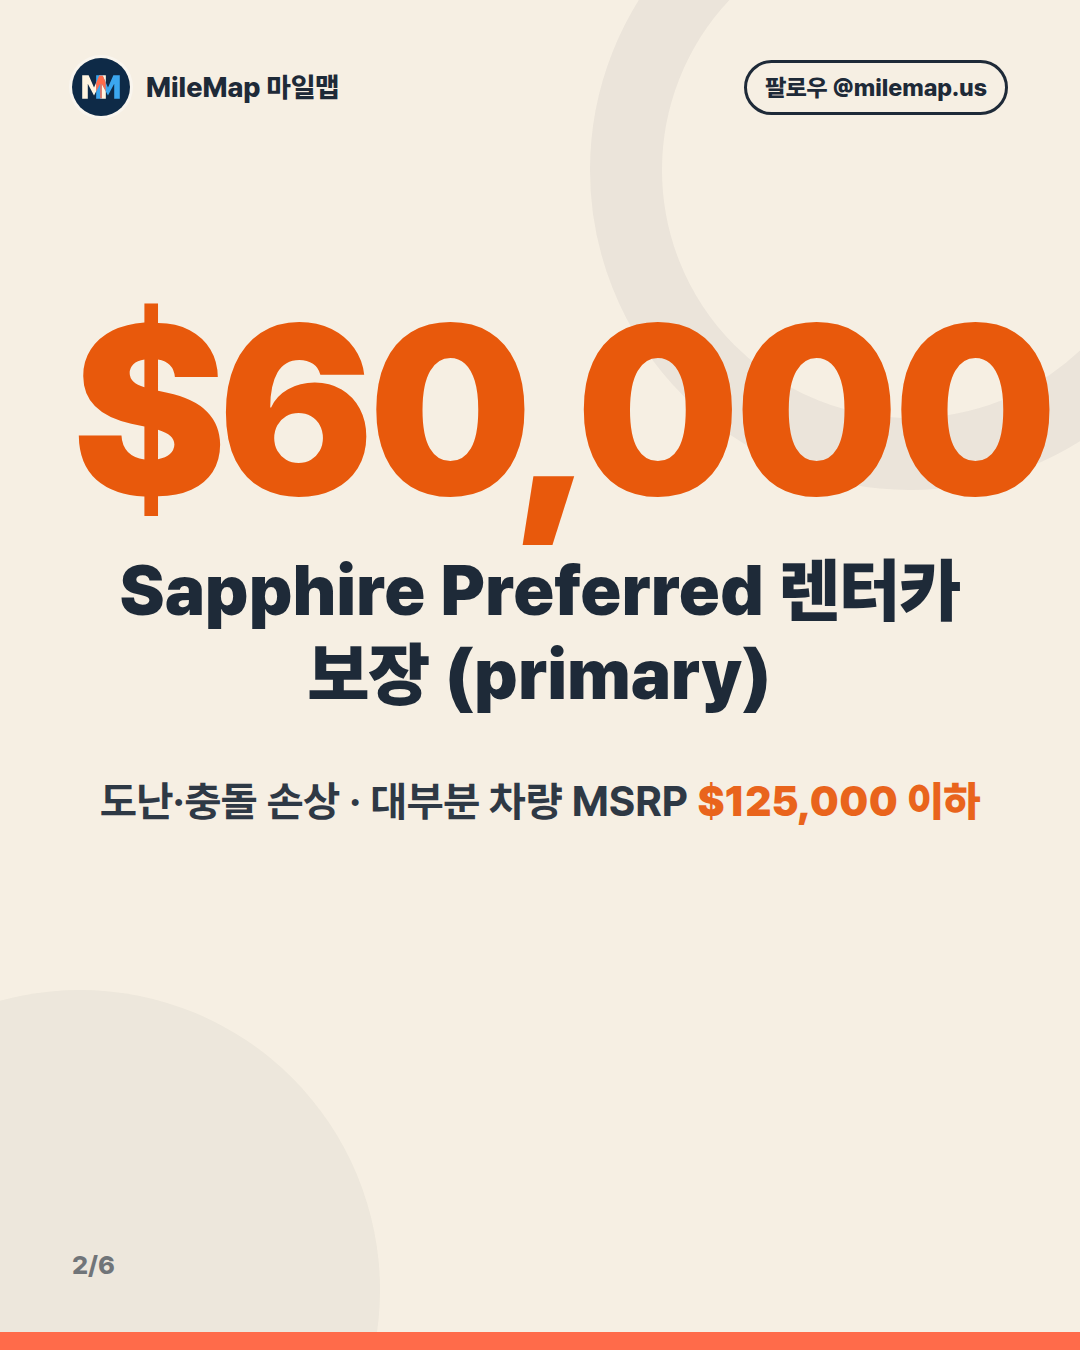 MM MileMap 마일맵
팔로우 @milemap.us
$60,000
Sapphire Preferred 렌터카
보장 (primary)
도난·충돌 손상 · 대부분 차량 MSRP $125,000 이하
2/6